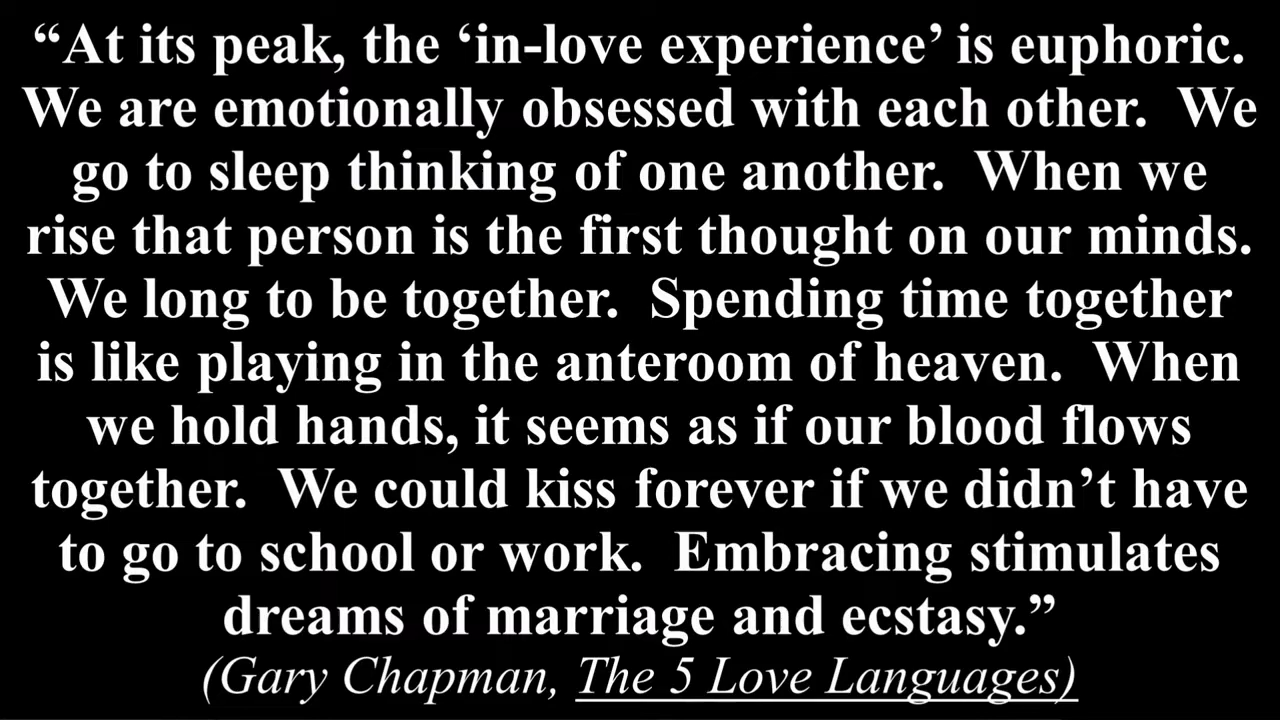 “At its peak, the ‘in-love experience’ is euphoric.
We are emotionally obsessed with each other.  We
go to sleep thinking of one another.  When we
rise that person is the first thought on our minds.
We long to be together.  Spending time together
is like playing in the anteroom of heaven.  When
we hold hands, it seems as if our blood flows
together.  We could kiss forever if we didn’t have
to go to school or work.  Embracing stimulates
dreams of marriage and ecstasy.”
(Gary Chapman, The 5 Love Languages)